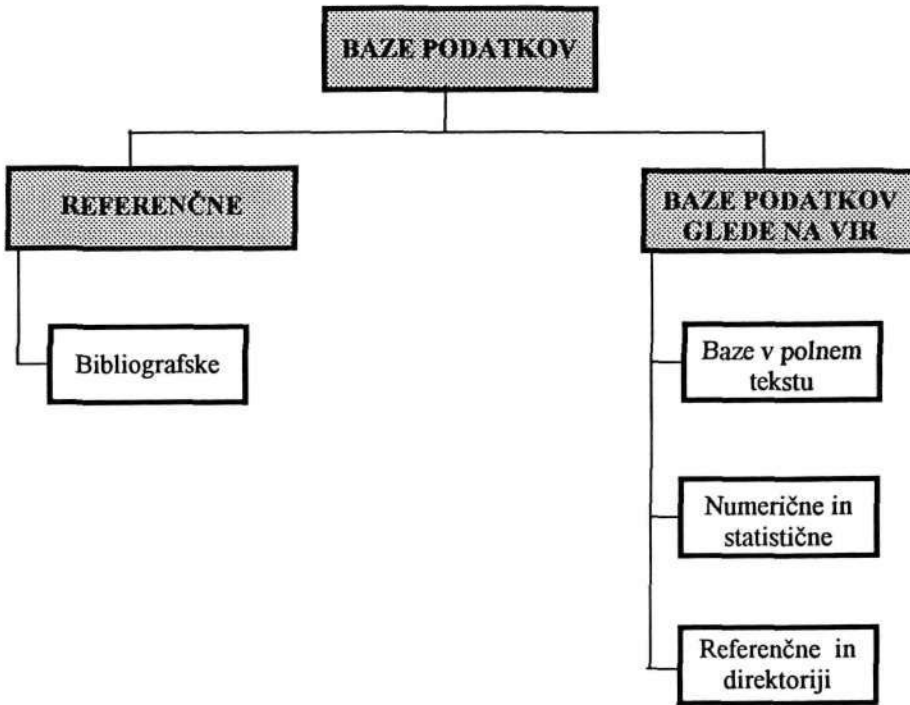 BAZE PODATKOV
REFERENČNE
Bibliografske
BAZE PODATKOV
GLEDE NA VIR
Baze v polnem
tekstu
Numerične in
statistične
Referenčne in
direktoriji